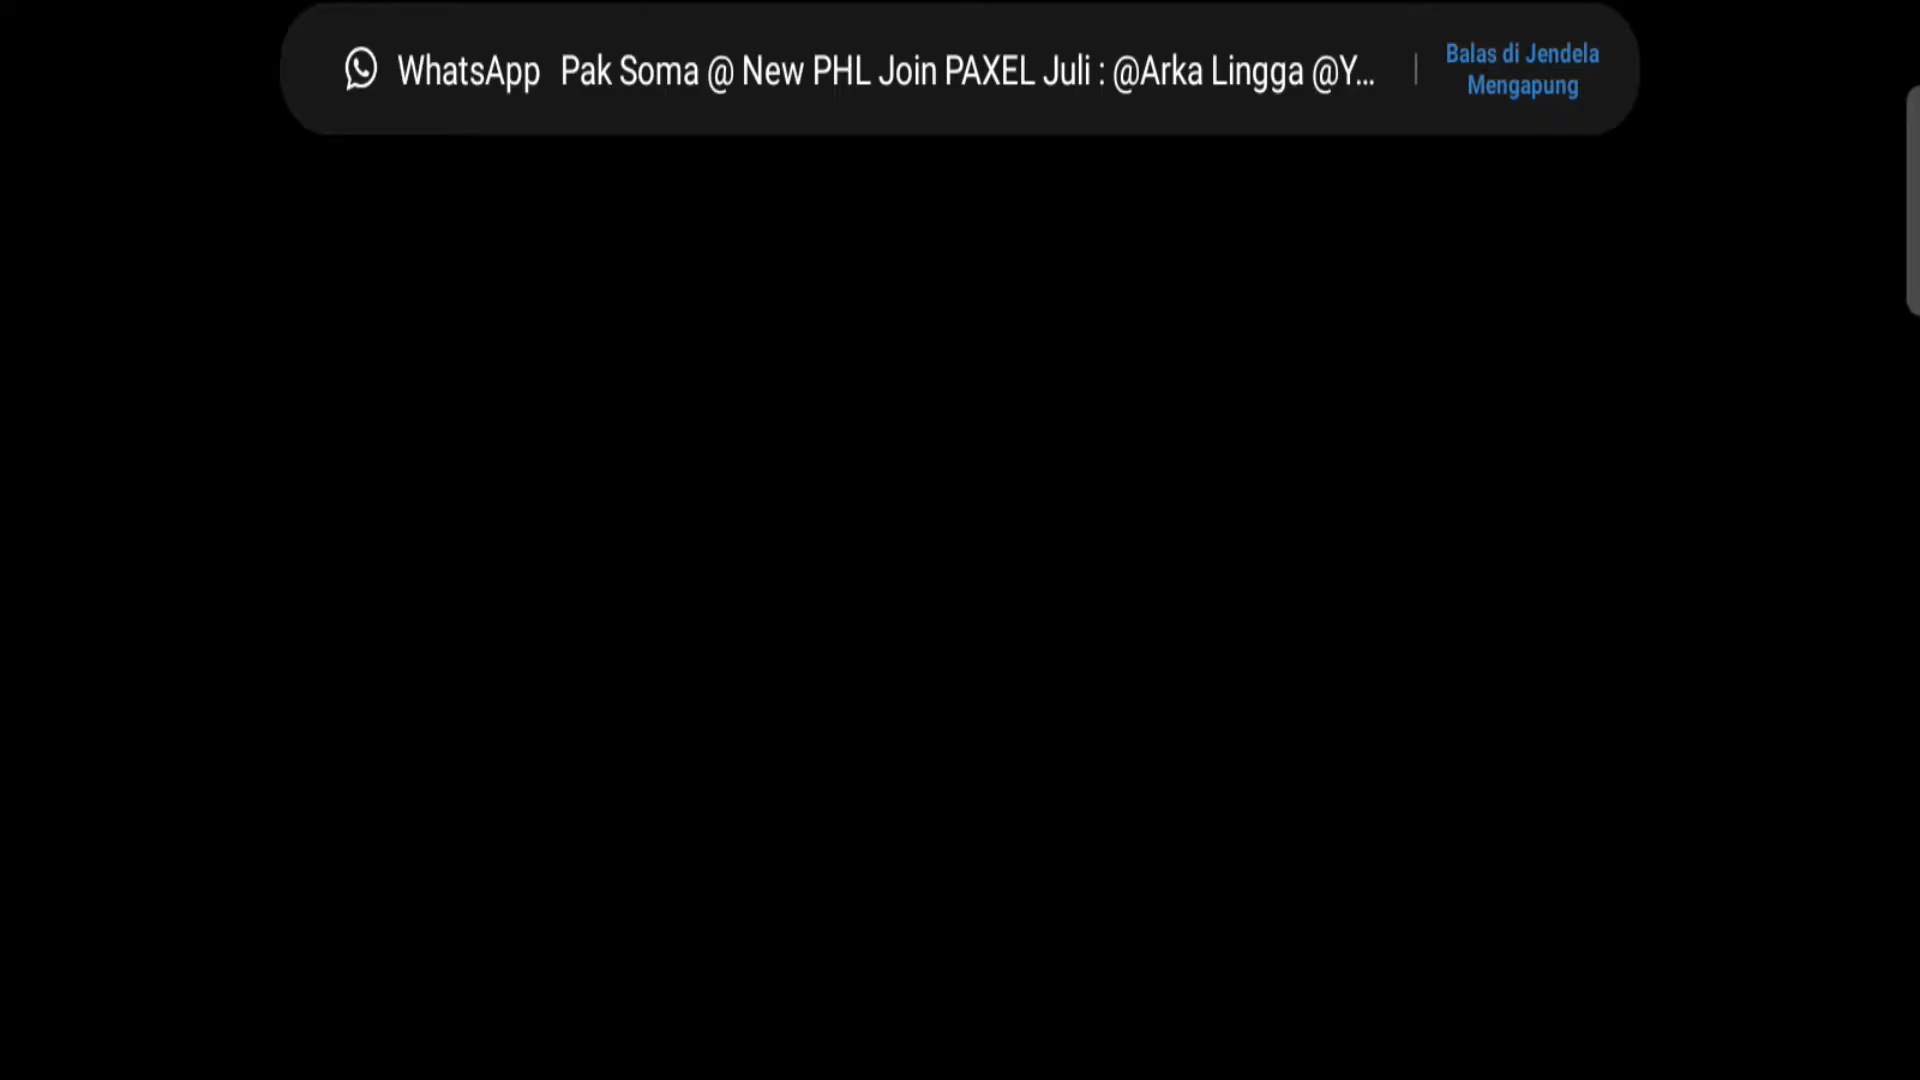 WhatsApp Pak Soma @ New PHL Join PAXEL Juli : @Arka Lingga @Y...
Balas di Jendela
Mengapung